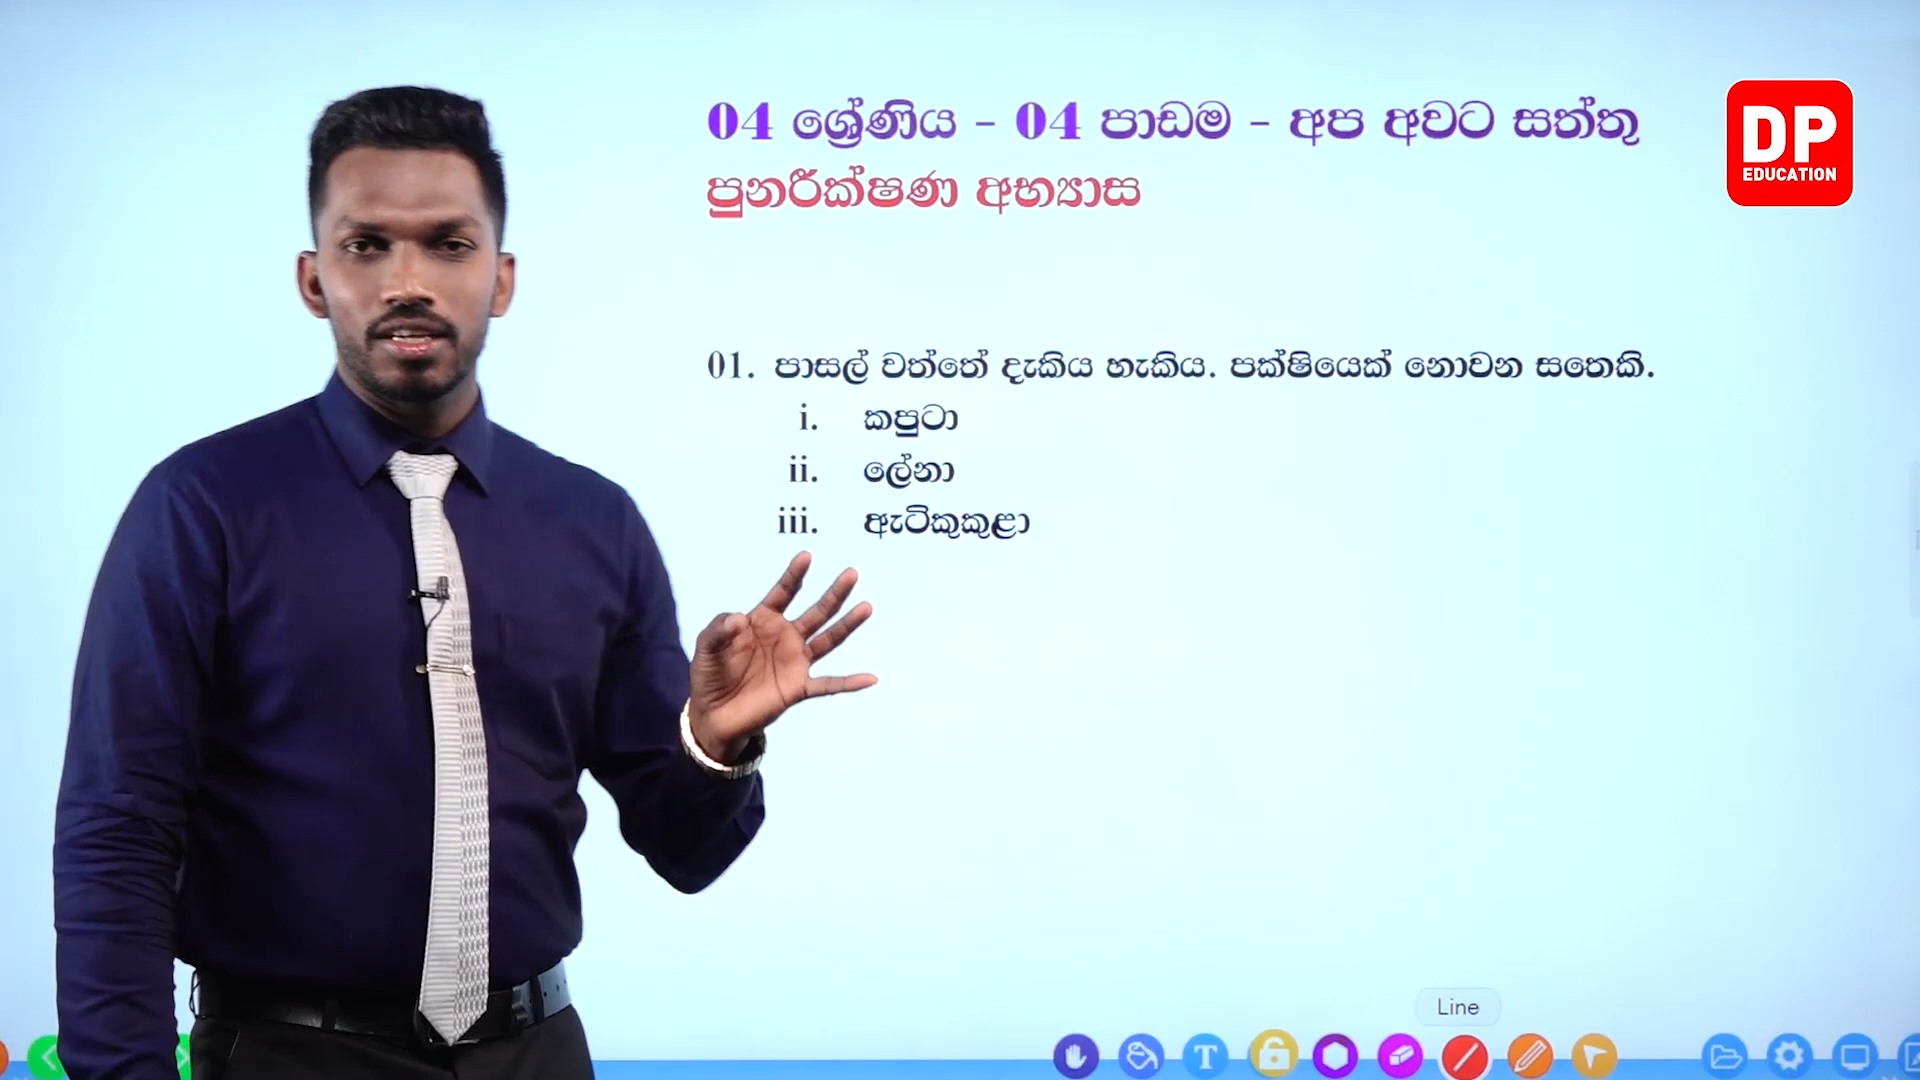 04 ශ්‍රේණිය - 04 පාඩම - අප අවට සත්තු
DP
EDUCATION
පුනරීක්ෂණ අභ්‍යාස
01. පාසල් වත්තේ දැකිය හැකිය. පක්ෂියෙක් නොවන සතෙකි.
i. කපුටා
ii. ලේනා
iii. ඇටිකුකුළා
Line
T